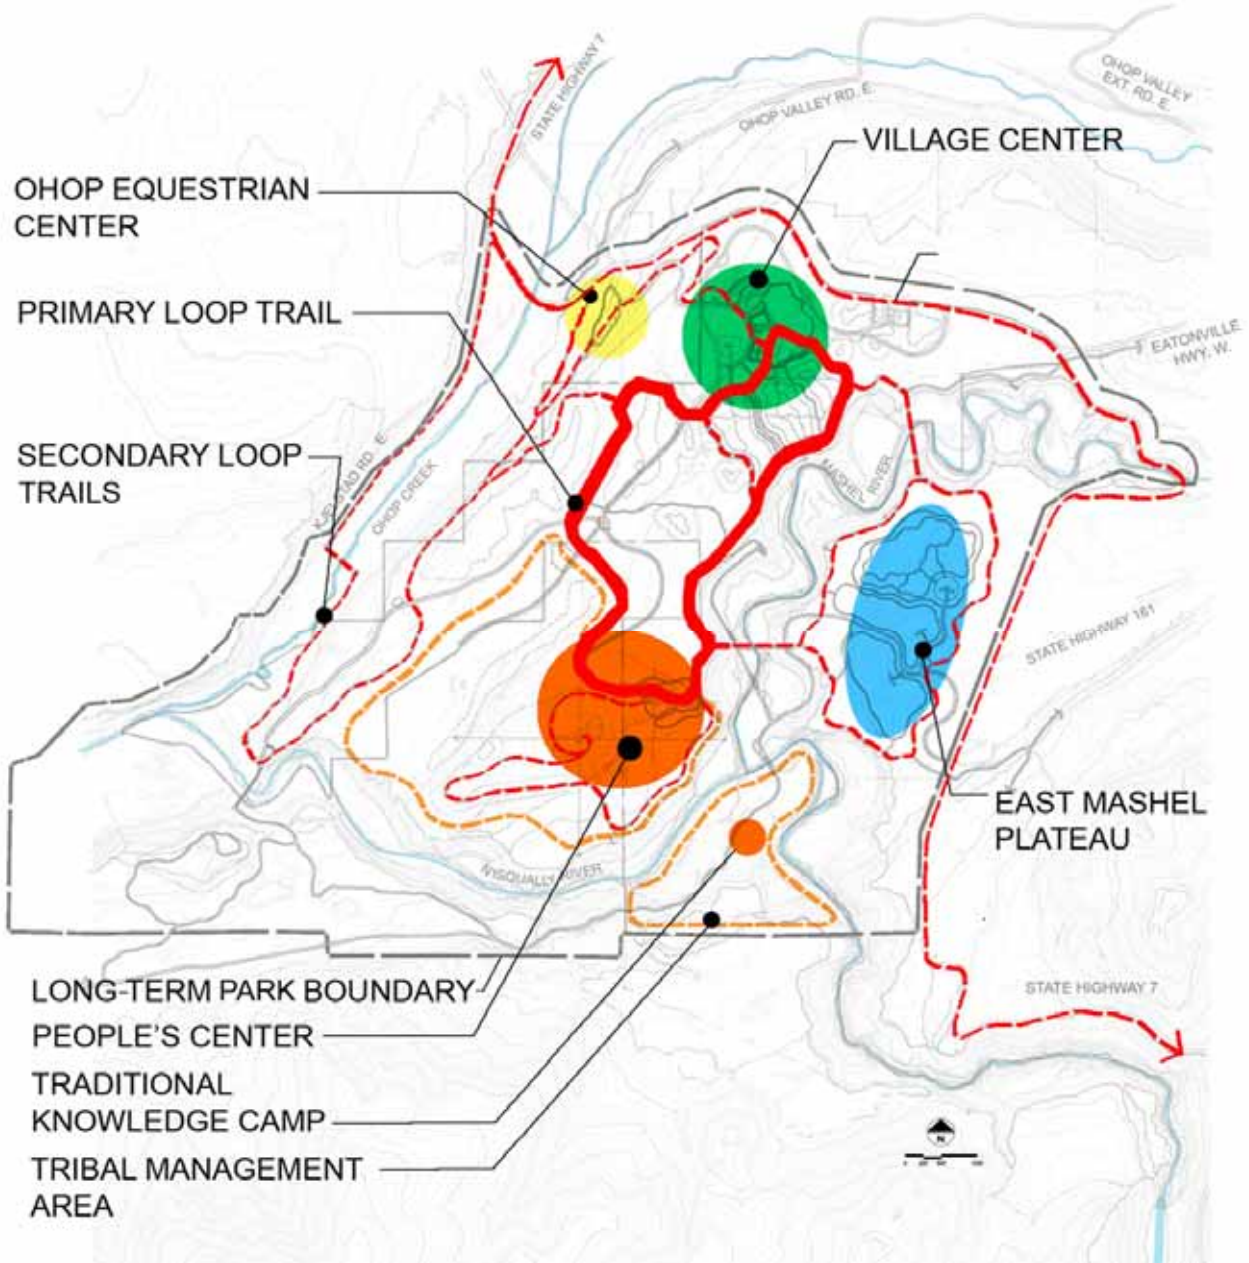 STATE HIGHWAY 7
OHOP VALLEY
EXT. RD. E.
OHOP VALLEY RD. E.
VILLAGE CENTER
OHOP EQUESTRIAN
CENTER
PRIMARY LOOP TRAIL
EATONVILLE
HWY. W.
SECONDARY LOOP
TRAILS
KJELSTAD RD. E.
OHOP CREEK
MASHEL
RIVER
STATE HIGHWAY 161
EAST MASHEL
PLATEAU
NISQUALLY RIVER
LONG-TERM PARK BOUNDARY
PEOPLE'S CENTER
TRADITIONAL
KNOWLEDGE CAMP
TRIBAL MANAGEMENT
AREA
STATE HIGHWAY 7
N